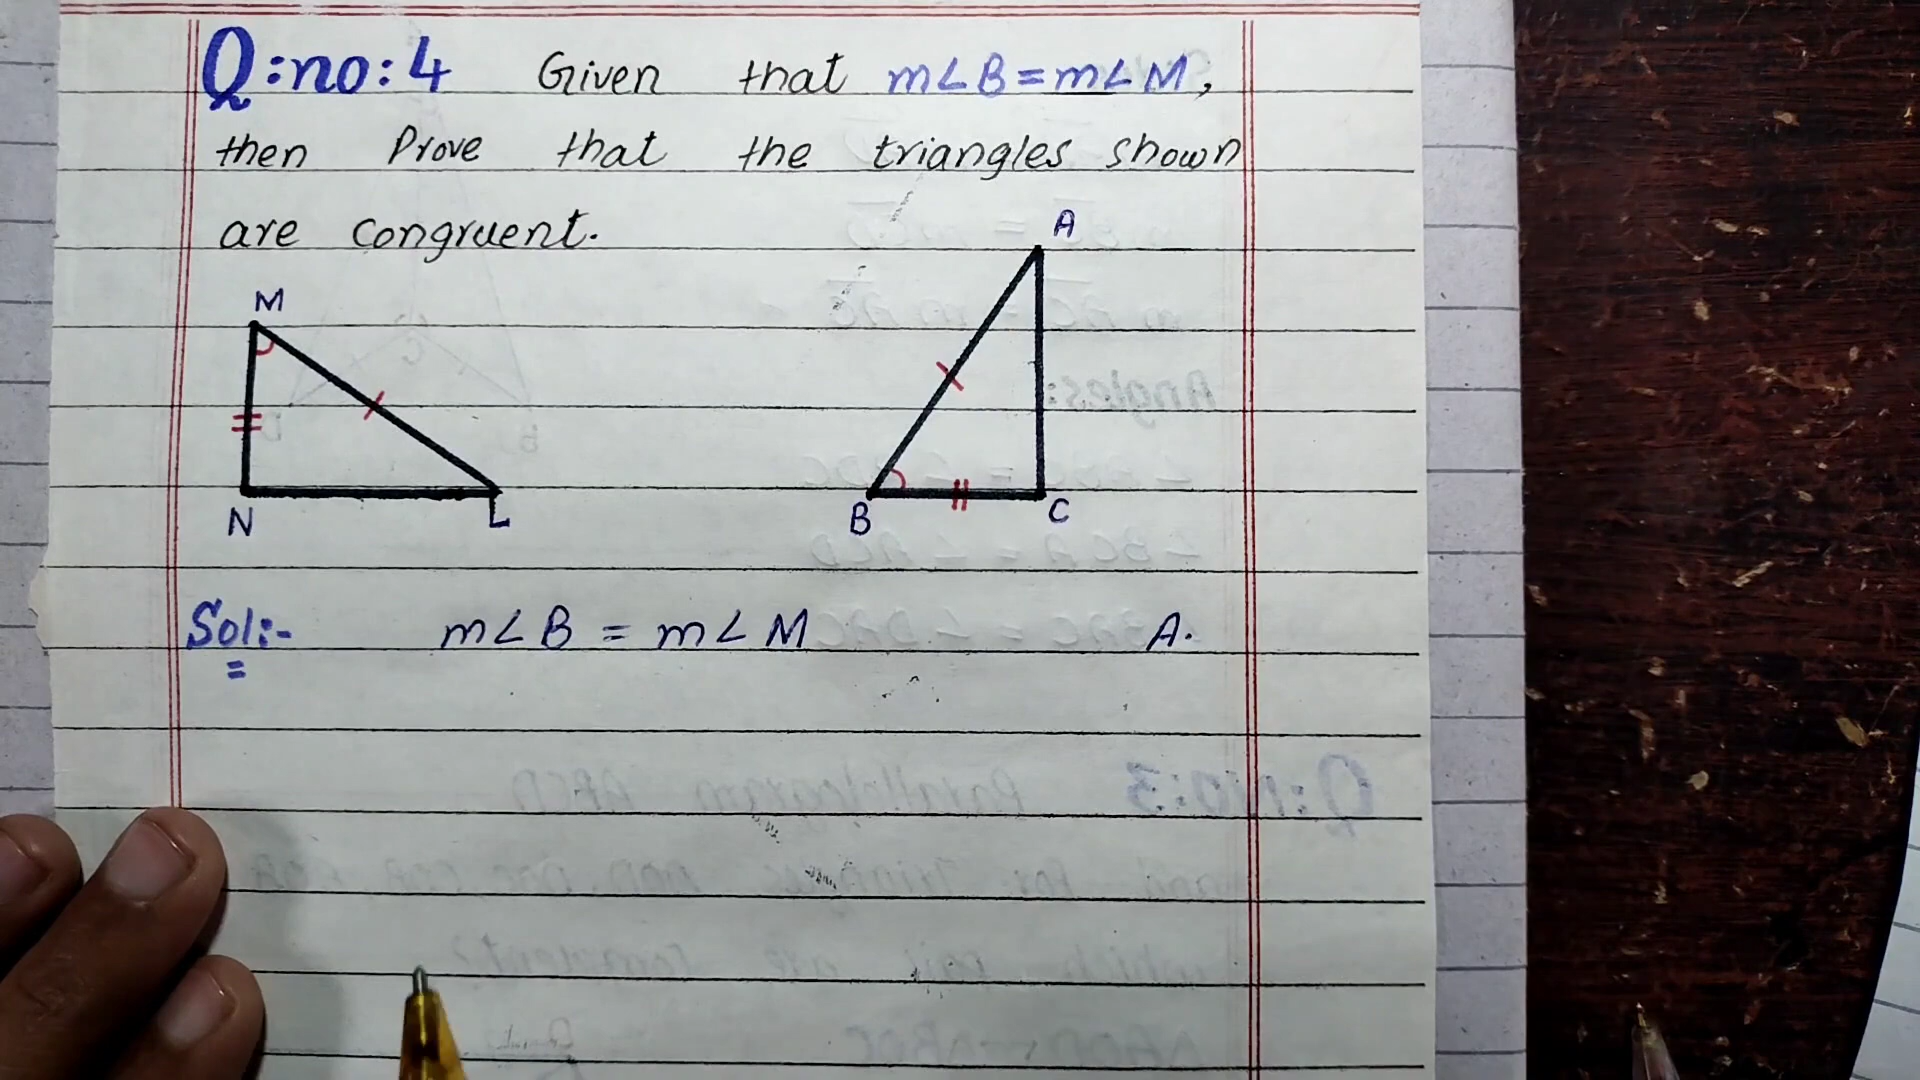 Q:no:4 Given that m∠B=m∠M,
then Prove that the triangles shown
are congruent.
A
M
N
L
B
C
Sol:- m∠B = m∠M A.